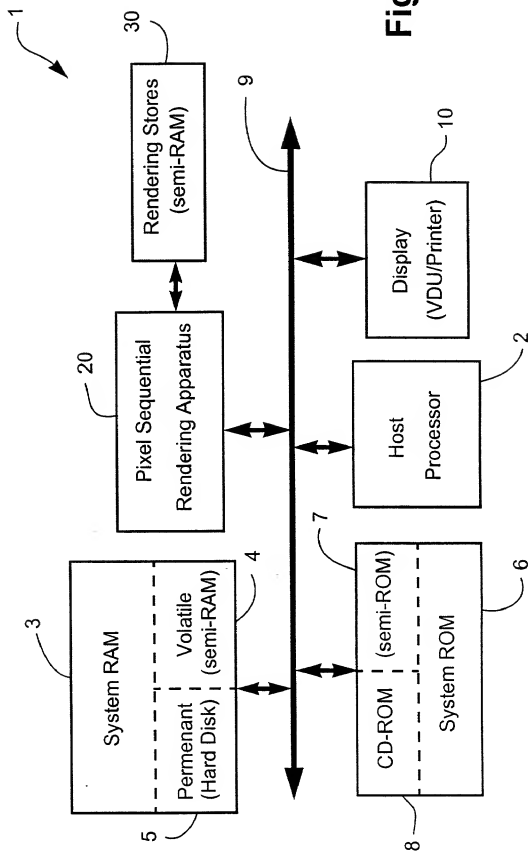 1
30
Rendering Stores
(semi-RAM)
20
Pixel Sequential
Rendering Apparatus
3
System RAM
Permenant
(Hard Disk)
Volatile
(semi-RAM)
5
4
9
10
Display
(VDU/Printer)
2
Host
Processor
7
CD-ROM
(semi-ROM)
System ROM
8
6
Fig